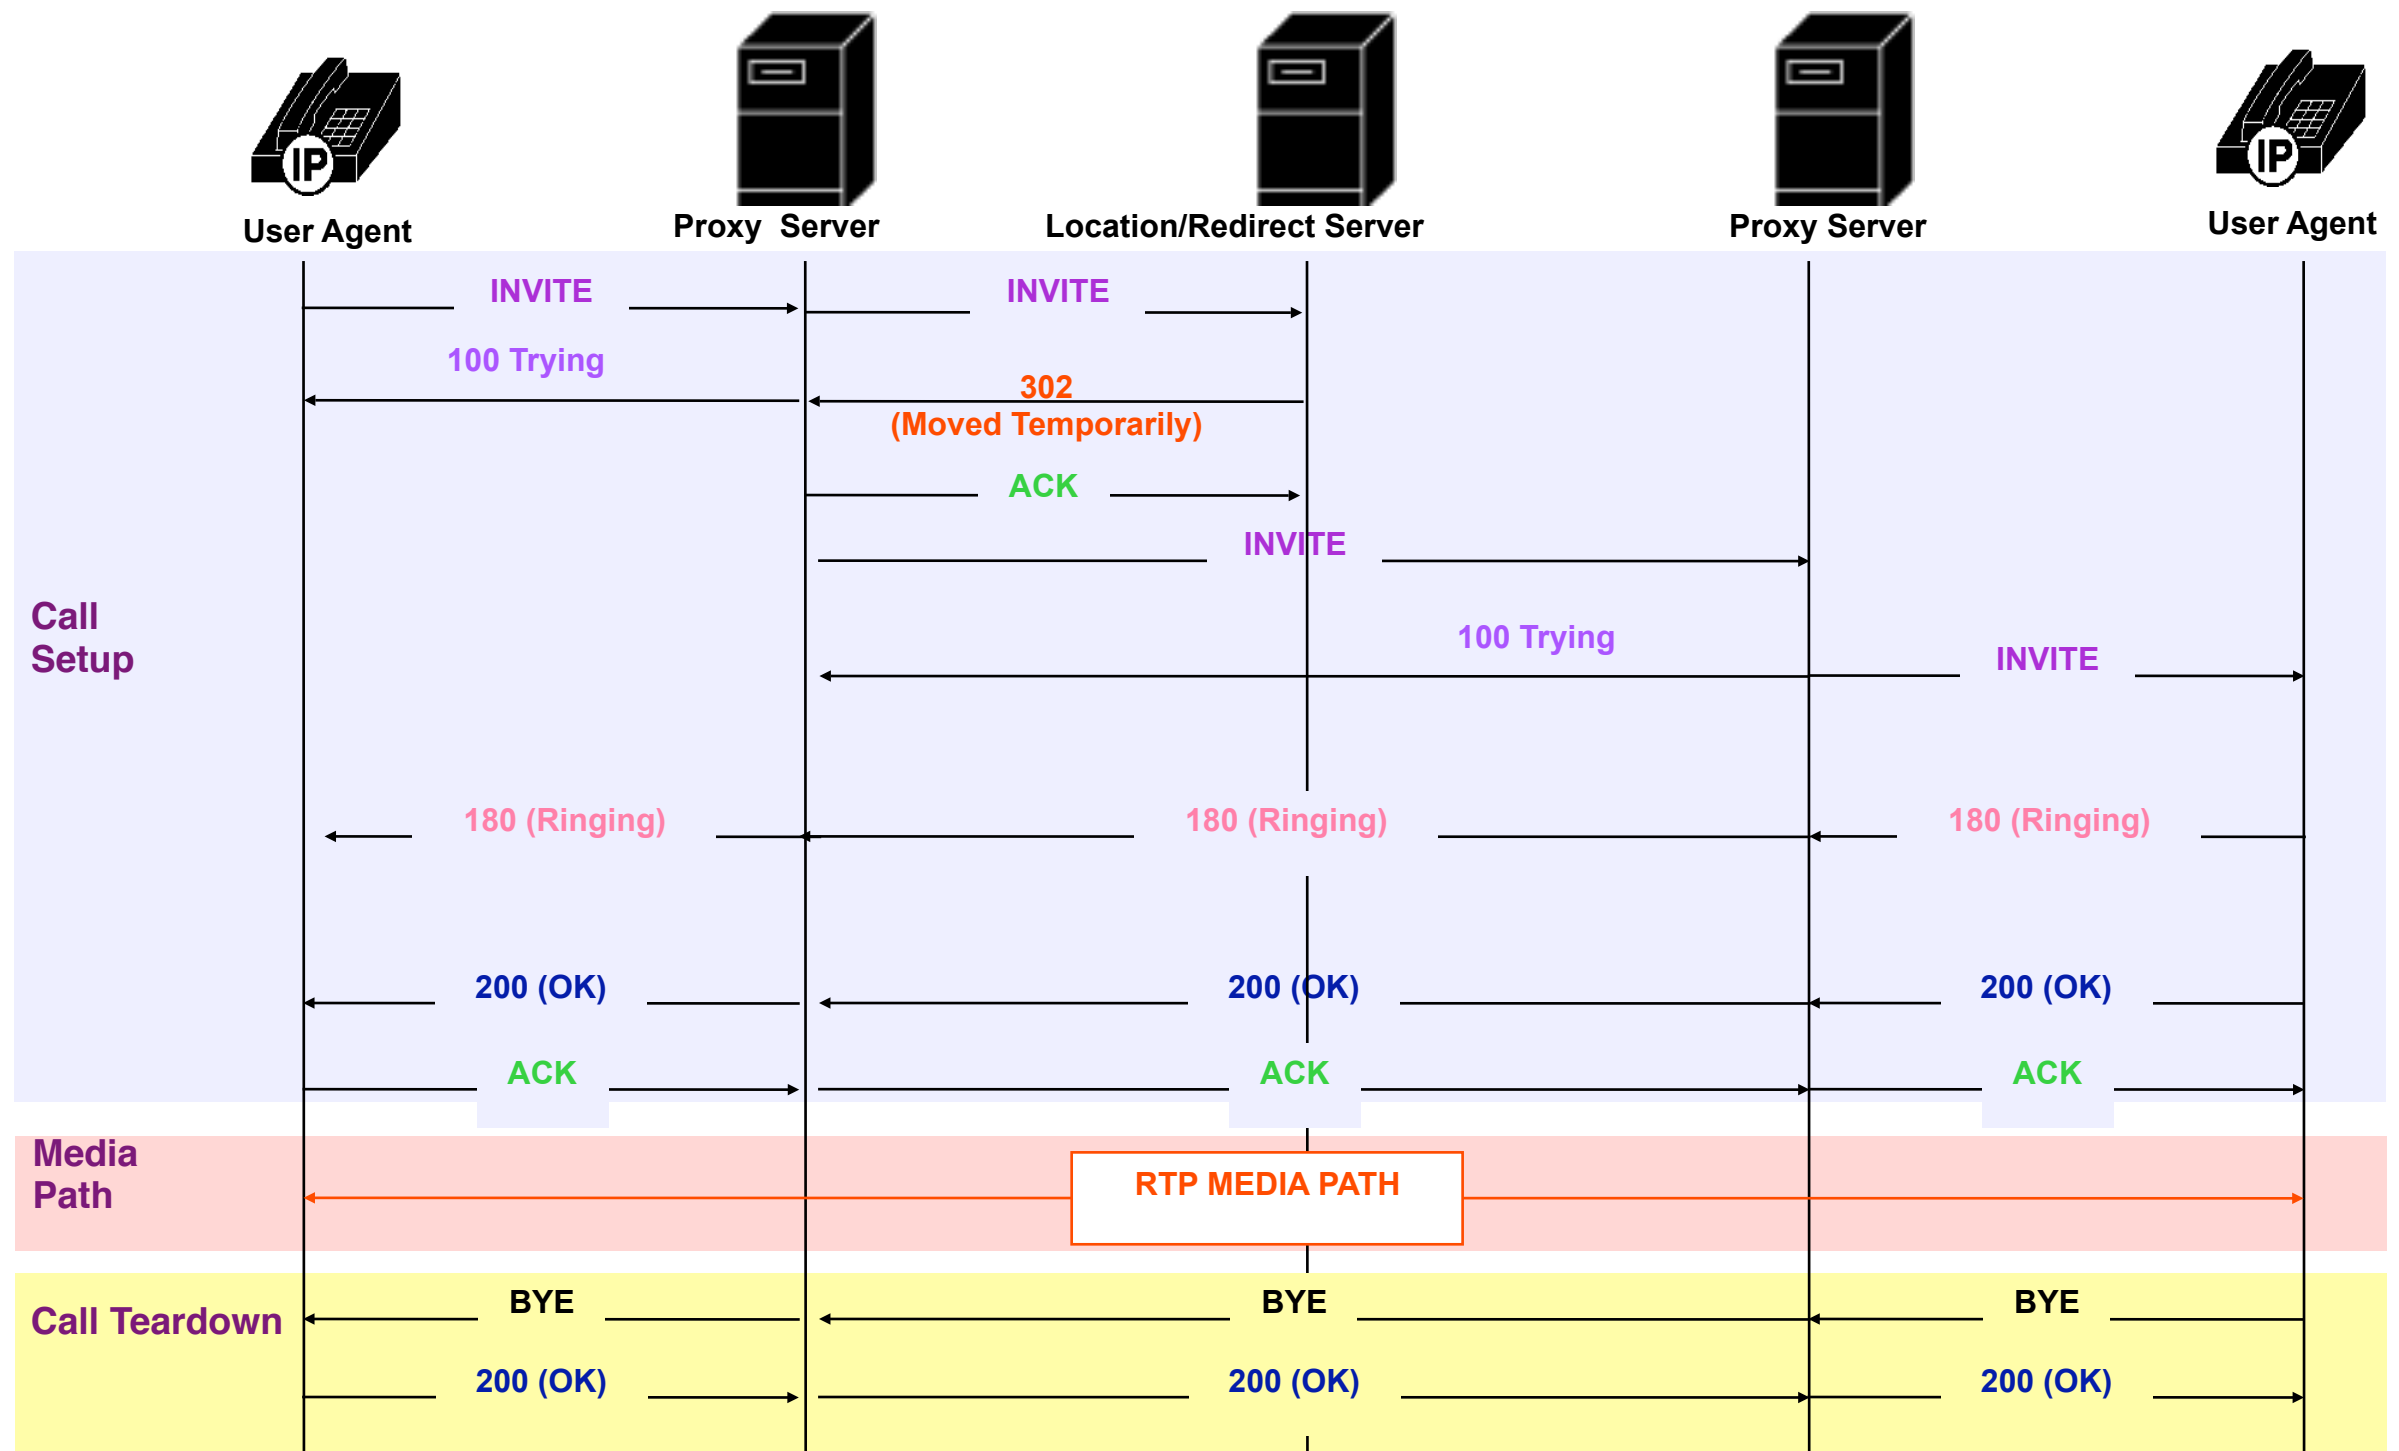 IP
IP
User Agent
Proxy  Server
Location/Redirect Server
Proxy Server
User Agent
INVITE
INVITE
100 Trying
302
(Moved Temporarily)
ACK
INVITE
Call
Setup
100 Trying
INVITE
180 (Ringing)
180 (Ringing)
180 (Ringing)
200 (OK)
200 (OK)
200 (OK)
ACK
ACK
ACK
Media
Path
RTP MEDIA PATH
Call Teardown
BYE
BYE
BYE
200 (OK)
200 (OK)
200 (OK)